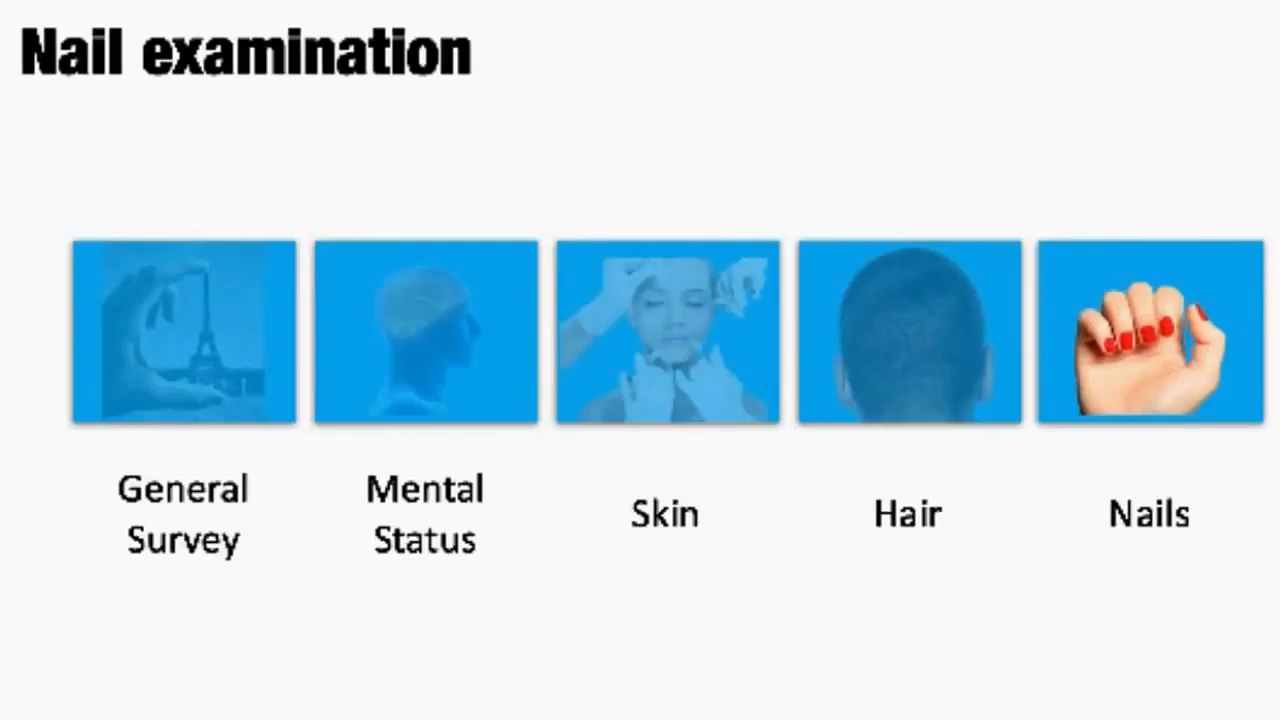 Nail examination
General
Survey
Mental
Status
Skin
Hair
Nails